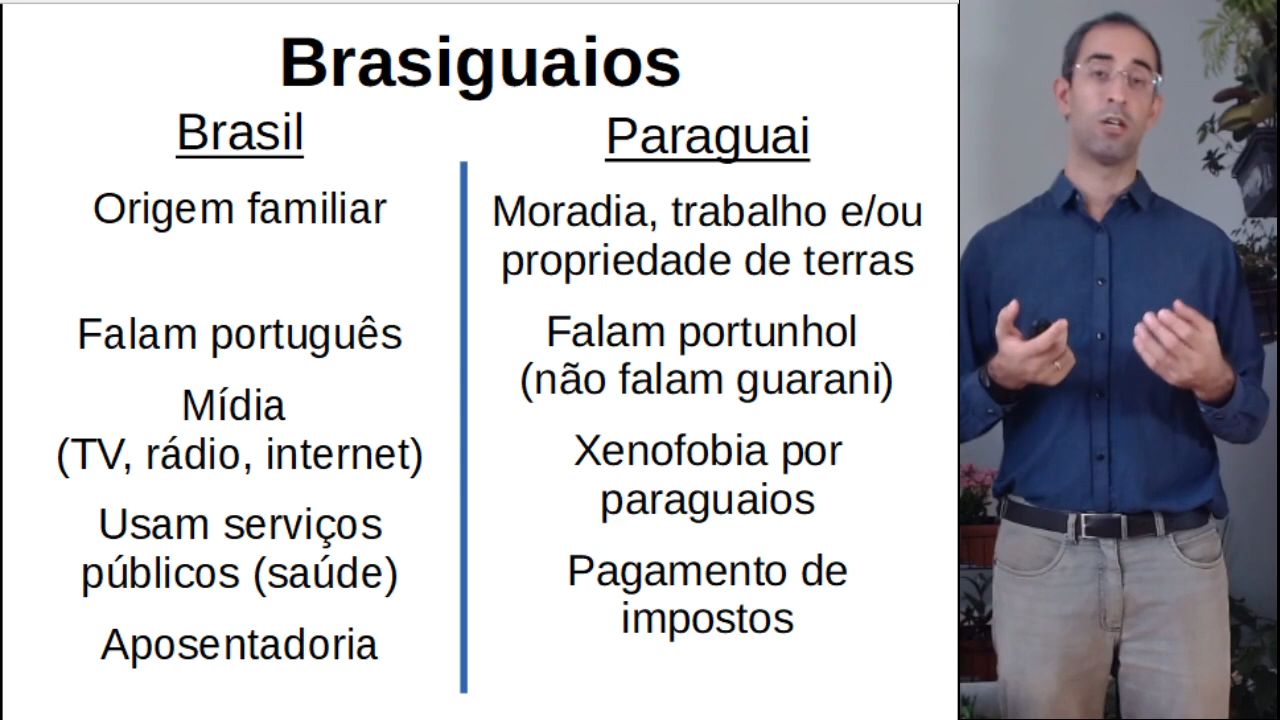 Brasiguaios
Brasil
Origem familiar
Falam português
Mídia
(TV, rádio, internet)
Usam serviços
públicos (saúde)
Aposentadoria
Paraguai
Moradia, trabalho e/ou
propriedade de terras
Falam portunhol
(não falam guarani)
Xenofobia por
paraguaios
Pagamento de
impostos